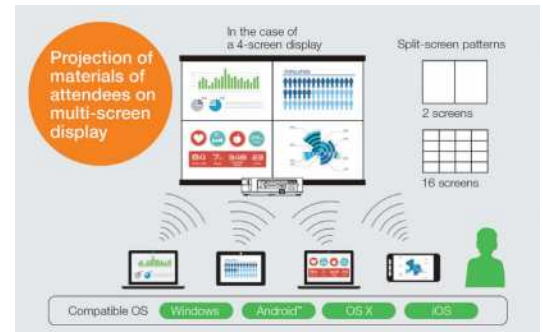 Projection of
materials of
attendees on
multi-screen
display
In the case of
a 4-screen display
Split-screen patterns
2 screens
16 screens
Compatible OS Windows Android™ OS X iOS